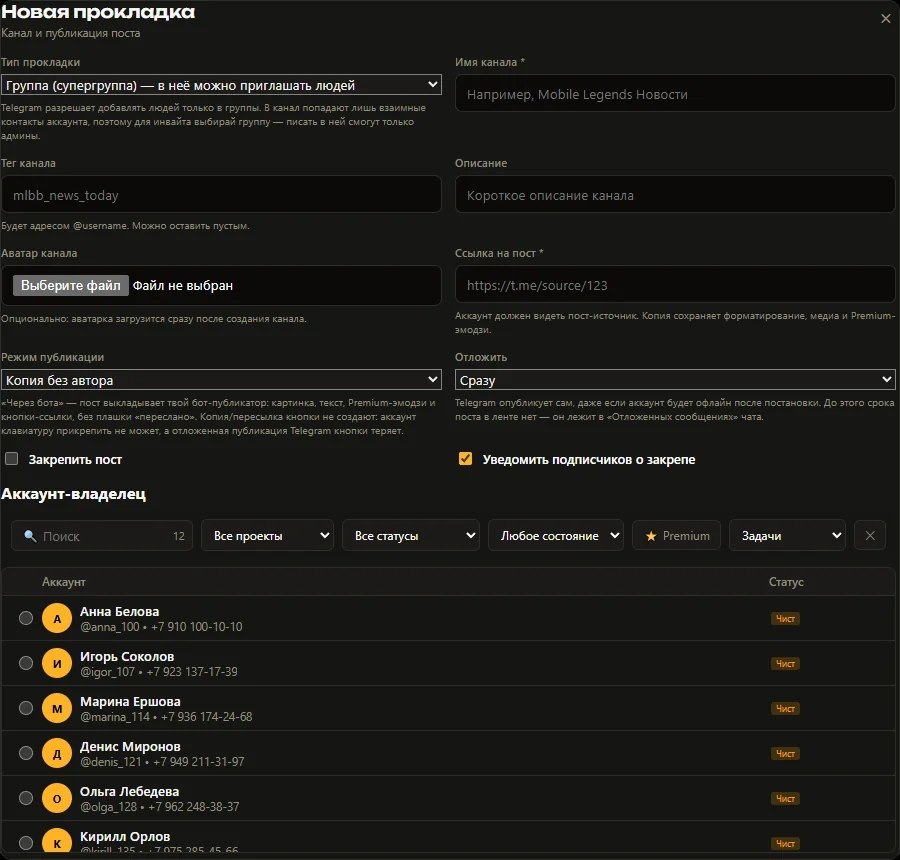 Новая прокладка
Канал и публикация поста
Тип прокладки
Группа (супергруппа) — в неё можно приглашать людей
Telegram разрешает добавлять людей только в группы. В канал попадают лишь взаимные
контакты аккаунта, поэтому для инвайта выбирай группу — писать в ней смогут только
админы.
Имя канала *
Например, Mobile Legends Новости
Тег канала
mlbb_news_today
Будет адресом @username. Можно оставить пустым.
Описание
Короткое описание канала
Аватар канала
Выберите файл Файл не выбран
Опционально: аватарка загрузится сразу после создания канала.
Ссылка на пост *
https://t.me/source/123
Аккаунт должен видеть пост-источник. Копия сохраняет форматирование, медиа и Premium-
эмодзи.
Режим публикации
Копия без автора
«Через бота» — пост выкладывает твой бот-публикатор: картинка, текст, Premium-эмодзи и
кнопки-ссылки, без плашки «переслано». Копия/пересылка кнопки не создают: аккаунт
клавиатуру прикрепить не может, а отложенная публикация Telegram кнопки теряет.
Отложить
Сразу
Telegram опубликует сам, даже если аккаунт будет офлайн после постановки. До этого срока
поста в ленте нет — он лежит в «Отложенных сообщениях» чата.
Закрепить пост
Уведомить подписчиков о закрепе
Аккаунт-владелец
Поиск 12 Все проекты Все статусы Любое состояние Premium Задачи
Аккаунт Статус
А Анна Белова Чист
@anna_100 • +7 910 100-10-10
И Игорь Соколов Чист
@igor_107 • +7 923 137-17-39
М Марина Ершова Чист
@marina_114 • +7 936 174-24-68
Д Денис Миронов Чист
@denis_121 • +7 949 211-31-97
О Ольга Лебедева Чист
@olga_128 • +7 962 248-38-37
К Кирилл Орлов Чист
@kirill_135 • +7 975 285-45-66